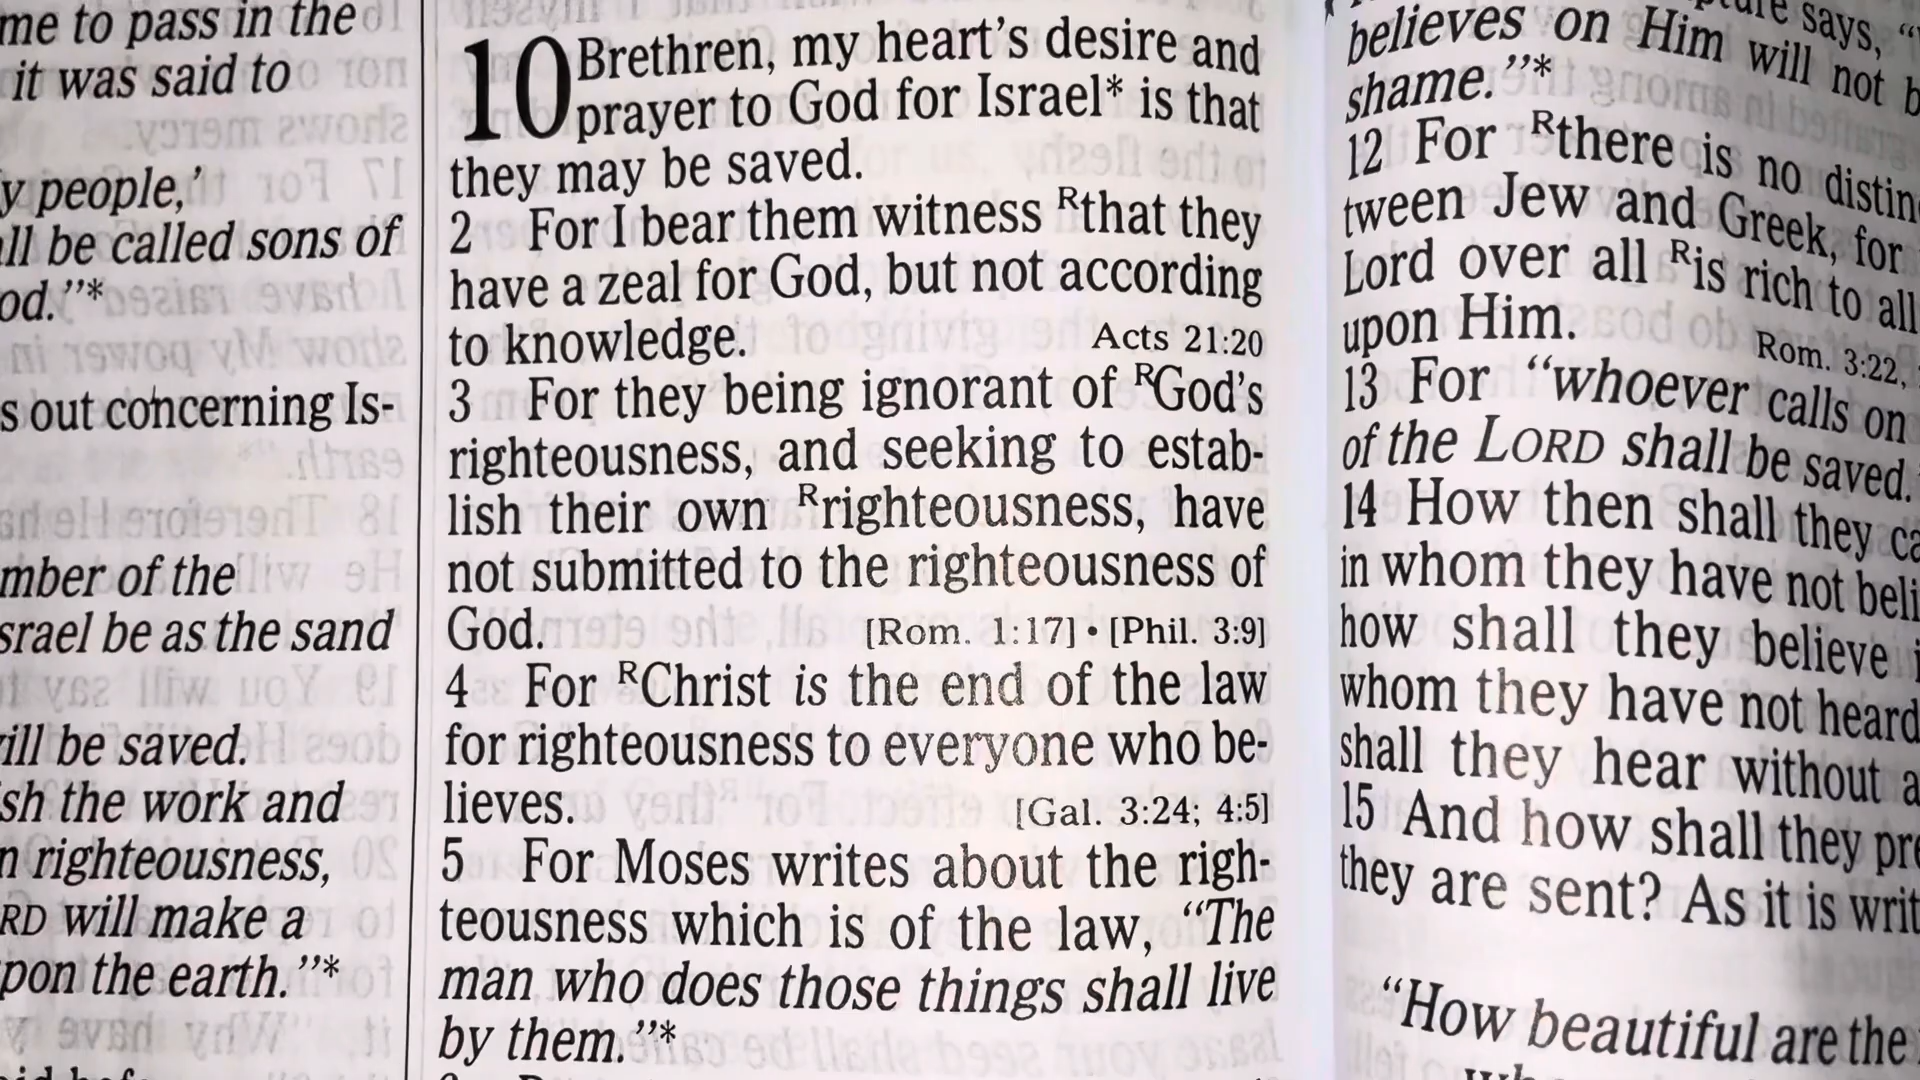 me to pass in the
it was said to
y people,'
ll be called sons of
od."*
s out concerning Is-
mber of the
srael be as the sand
ill be saved.
sh the work and
n righteousness,
RD will make a
pon the earth."*
10 Brethren, my heart's desire and
prayer to God for Israel* is that
they may be saved.
2 For I bear them witness Rthat they
have a zeal for God, but not according
to knowledge. Acts 21:20
3 For they being ignorant of RGod's
righteousness, and seeking to estab-
lish their own Rrighteousness, have
not submitted to the righteousness of
God. [Rom. 1:17] • [Phil. 3:9]
4 For RChrist is the end of the law
for righteousness to everyone who be-
lieves. [Gal. 3:24; 4:5]
5 For Moses writes about the righ-
teousness which is of the law, "The
man who does those things shall live
by them."*
says, "
believes on Him will not b
shame."*
12 For Rthere is no distin
tween Jew and Greek, for
Lord over all Ris rich to all
upon Him.
Rom. 3:22,
13 For "whoever calls on
of the LORD shall be saved.
14 How then shall they ca
in whom they have not beli
how shall they believe i
whom they have not heard
shall they hear without a
15 And how shall they pre
they are sent? As it is writ
"How beautiful are the